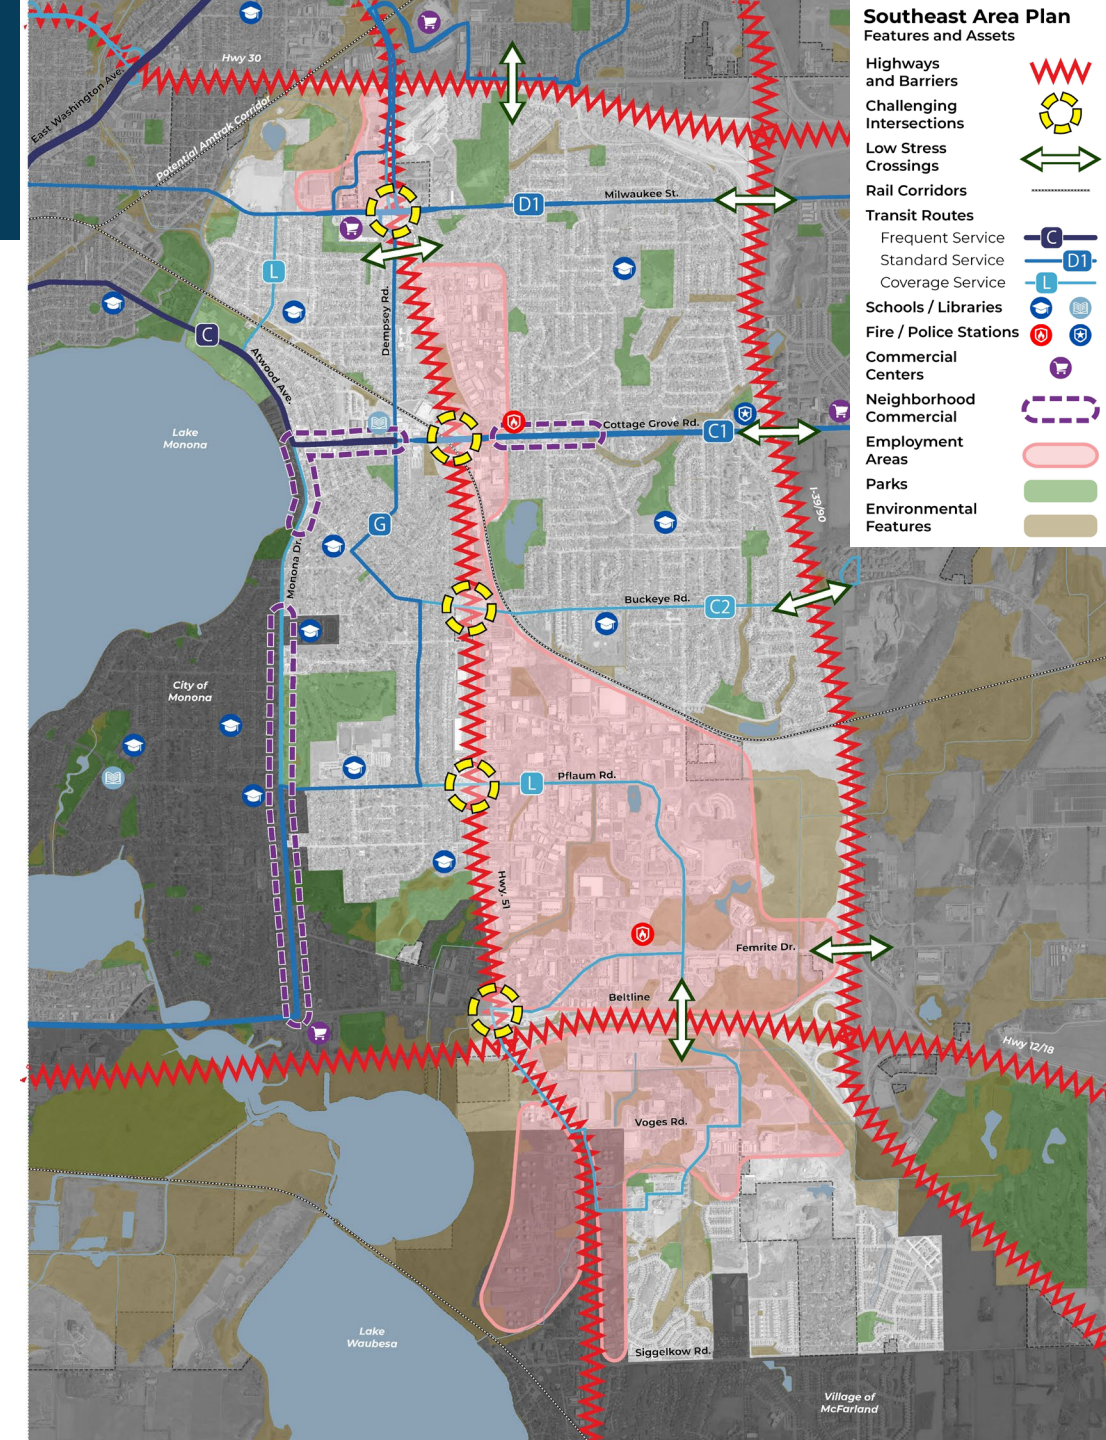 Southeast Area Plan
Features and Assets
Highways
and Barriers
Challenging
Intersections
Low Stress
Crossings
Rail Corridors
Transit Routes
Frequent Service
C
Standard Service
D1
Coverage Service
L
Schools / Libraries
Fire / Police Stations
Commercial
Centers
Neighborhood
Commercial
Employment
Areas
Parks
Environmental
Features
Hwy 30
East Washington Ave.
Potential Amtrak Corridor
Milwaukee St.
D1
L
C
Dempsey Rd.
Atwood Ave.
Lake
Monona
Cottage Grove Rd.
C1
I-39/90
G
Monona Dr.
Buckeye Rd.
C2
City of
Monona
L
Pflaum Rd.
Hwy. 51
Femrite Dr.
Beltline
Hwy 12/18
Voges Rd.
Lake
Waubesa
Siggelkow Rd.
Village of
McFarland